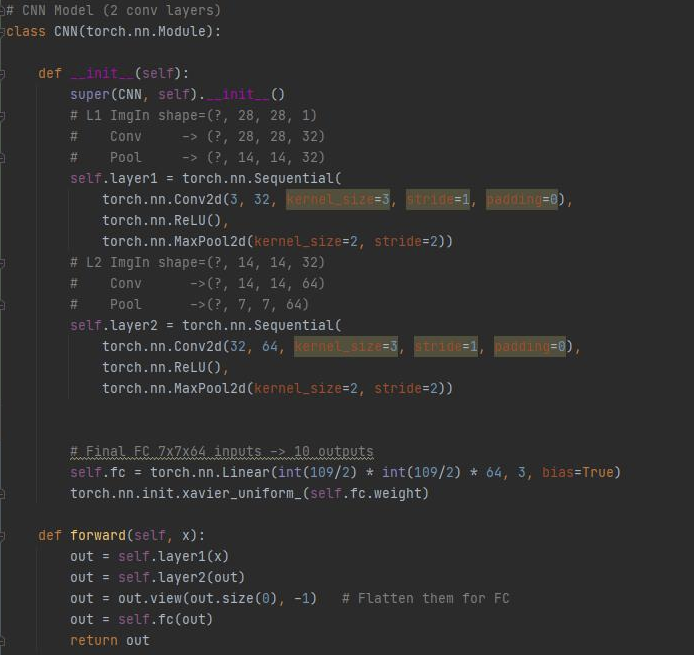 # CNN Model (2 conv layers)
class CNN(torch.nn.Module):
def __init__(self):
super(CNN, self).__init__()
# L1 ImgIn shape=(?, 28, 28, 1)
#    Conv     -> (?, 28, 28, 32)
#    Pool     -> (?, 14, 14, 32)
self.layer1 = torch.nn.Sequential(
torch.nn.Conv2d(3, 32, kernel_size=3, stride=1, padding=0),
torch.nn.ReLU(),
torch.nn.MaxPool2d(kernel_size=2, stride=2))
# L2 ImgIn shape=(?, 14, 14, 32)
#    Conv      ->(?, 14, 14, 64)
#    Pool      ->(?, 7, 7, 64)
self.layer2 = torch.nn.Sequential(
torch.nn.Conv2d(32, 64, kernel_size=3, stride=1, padding=0),
torch.nn.ReLU(),
torch.nn.MaxPool2d(kernel_size=2, stride=2))
# Final FC 7x7x64 inputs -> 10 outputs
self.fc = torch.nn.Linear(int(109/2) * int(109/2) * 64, 3, bias=True)
torch.nn.init.xavier_uniform_(self.fc.weight)
def forward(self, x):
out = self.layer1(x)
out = self.layer2(out)
out = out.view(out.size(0), -1)   # Flatten them for FC
out = self.fc(out)
return out